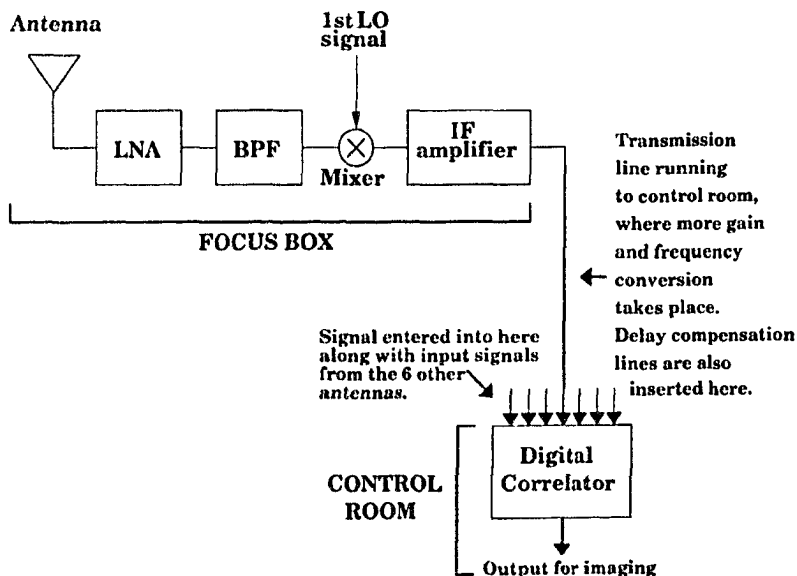 Antenna
1st LO
signal
LNA
BPF
Mixer
IF
amplifier
FOCUS BOX
Transmission
line running
to control room,
where more gain
and frequency
conversion
takes place.
Delay compensation
lines are also
inserted here.
Signal entered into here
along with input signals
from the 6 other
antennas.
CONTROL
ROOM
Digital
Correlator
Output for imaging